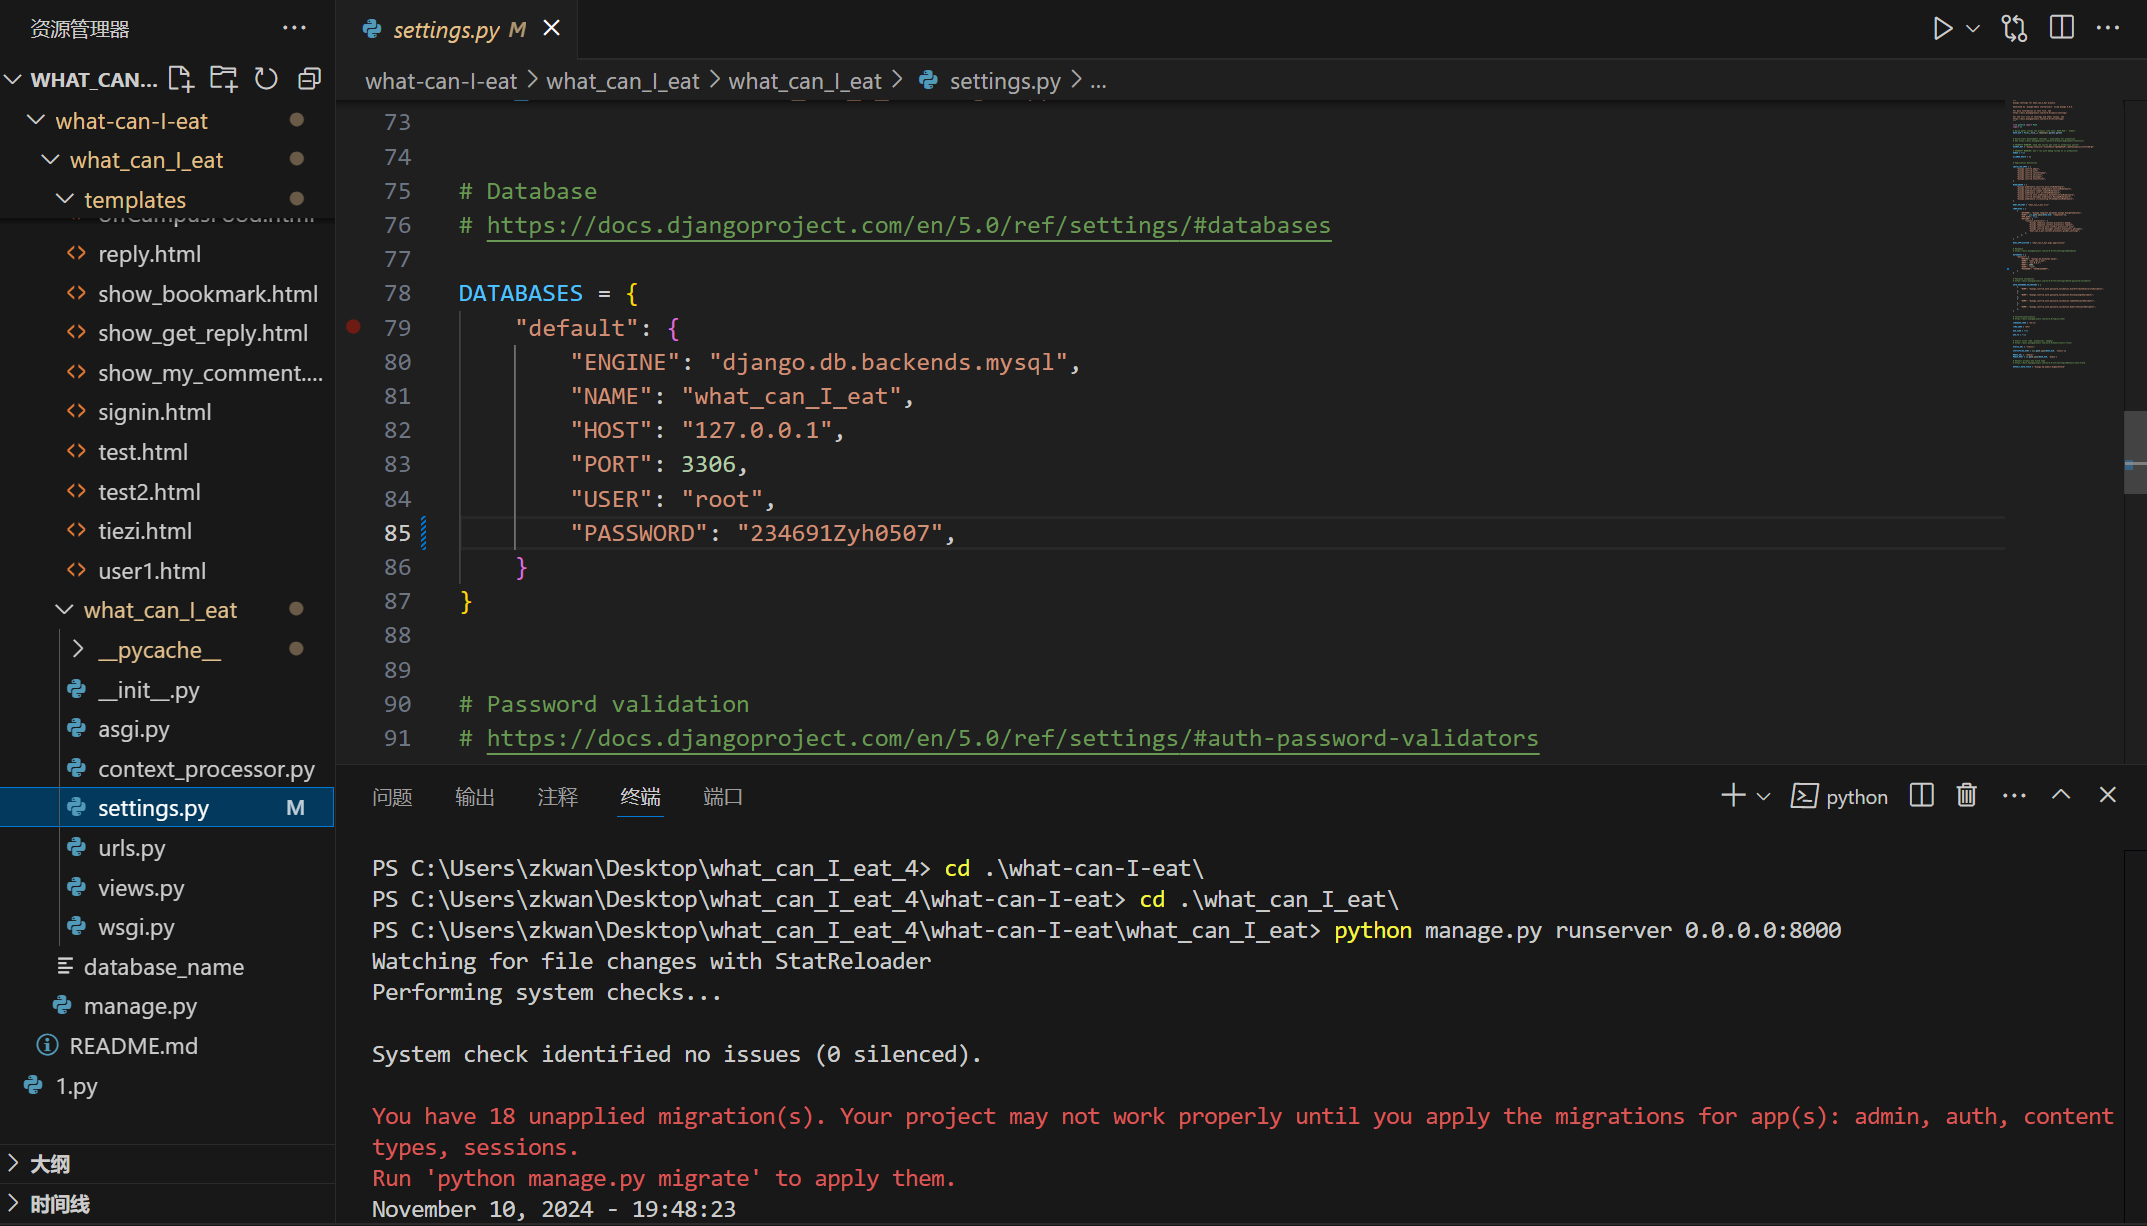 资源管理器
WHAT_CAN...
what-can-I-eat
what_can_I_eat
templates
offCampusFood.html
reply.html
show_bookmark.html
show_get_reply.html
show_my_comment....
signin.html
test.html
test2.html
tiezi.html
user1.html
what_can_I_eat
__pycache__
__init__.py
asgi.py
context_processor.py
settings.py M
urls.py
views.py
wsgi.py
database_name
manage.py
README.md
1.py
大纲
时间线
settings.py M
what-can-I-eat > what_can_I_eat > what_can_I_eat > settings.py > ...
73
74
75 # Database
76 # https://docs.djangoproject.com/en/5.0/ref/settings/#databases
77
78 DATABASES = {
79 "default": {
80 "ENGINE": "django.db.backends.mysql",
81 "NAME": "what_can_I_eat",
82 "HOST": "127.0.0.1",
83 "PORT": 3306,
84 "USER": "root",
85 "PASSWORD": "234691Zyh0507",
86 }
87 }
88
89
90 # Password validation
91 # https://docs.djangoproject.com/en/5.0/ref/settings/#auth-password-validators
问题 输出 注释 终端 端口
python
PS C:\Users\zkwan\Desktop\what_can_I_eat_4> cd .\what-can-I-eat\
PS C:\Users\zkwan\Desktop\what_can_I_eat_4\what-can-I-eat> cd .\what_can_I_eat\
PS C:\Users\zkwan\Desktop\what_can_I_eat_4\what-can-I-eat\what_can_I_eat> python manage.py runserver 0.0.0.0:8000
Watching for file changes with StatReloader
Performing system checks...
System check identified no issues (0 silenced).
You have 18 unapplied migration(s). Your project may not work properly until you apply the migrations for app(s): admin, auth, content
types, sessions.
Run 'python manage.py migrate' to apply them.
November 10, 2024 - 19:48:23